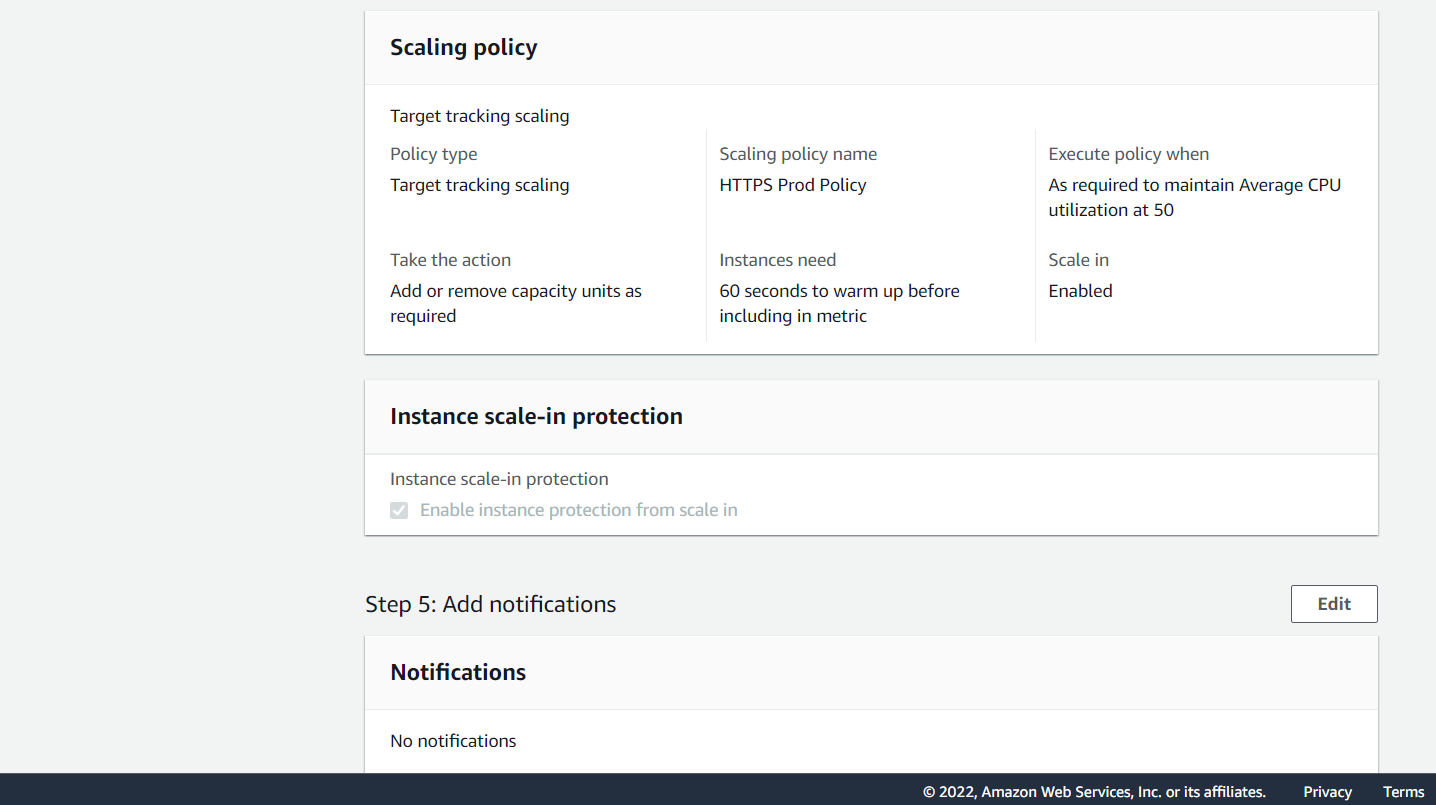 Scaling policy
Target tracking scaling
Policy type
Target tracking scaling
Scaling policy name
HTTPS Prod Policy
Execute policy when
As required to maintain Average CPU
utilization at 50
Take the action
Add or remove capacity units as
required
Instances need
60 seconds to warm up before
including in metric
Scale in
Enabled
Instance scale-in protection
Instance scale-in protection
Enable instance protection from scale in
Step 5: Add notifications
Edit
Notifications
No notifications
© 2022, Amazon Web Services, Inc. or its affiliates.
Privacy
Terms